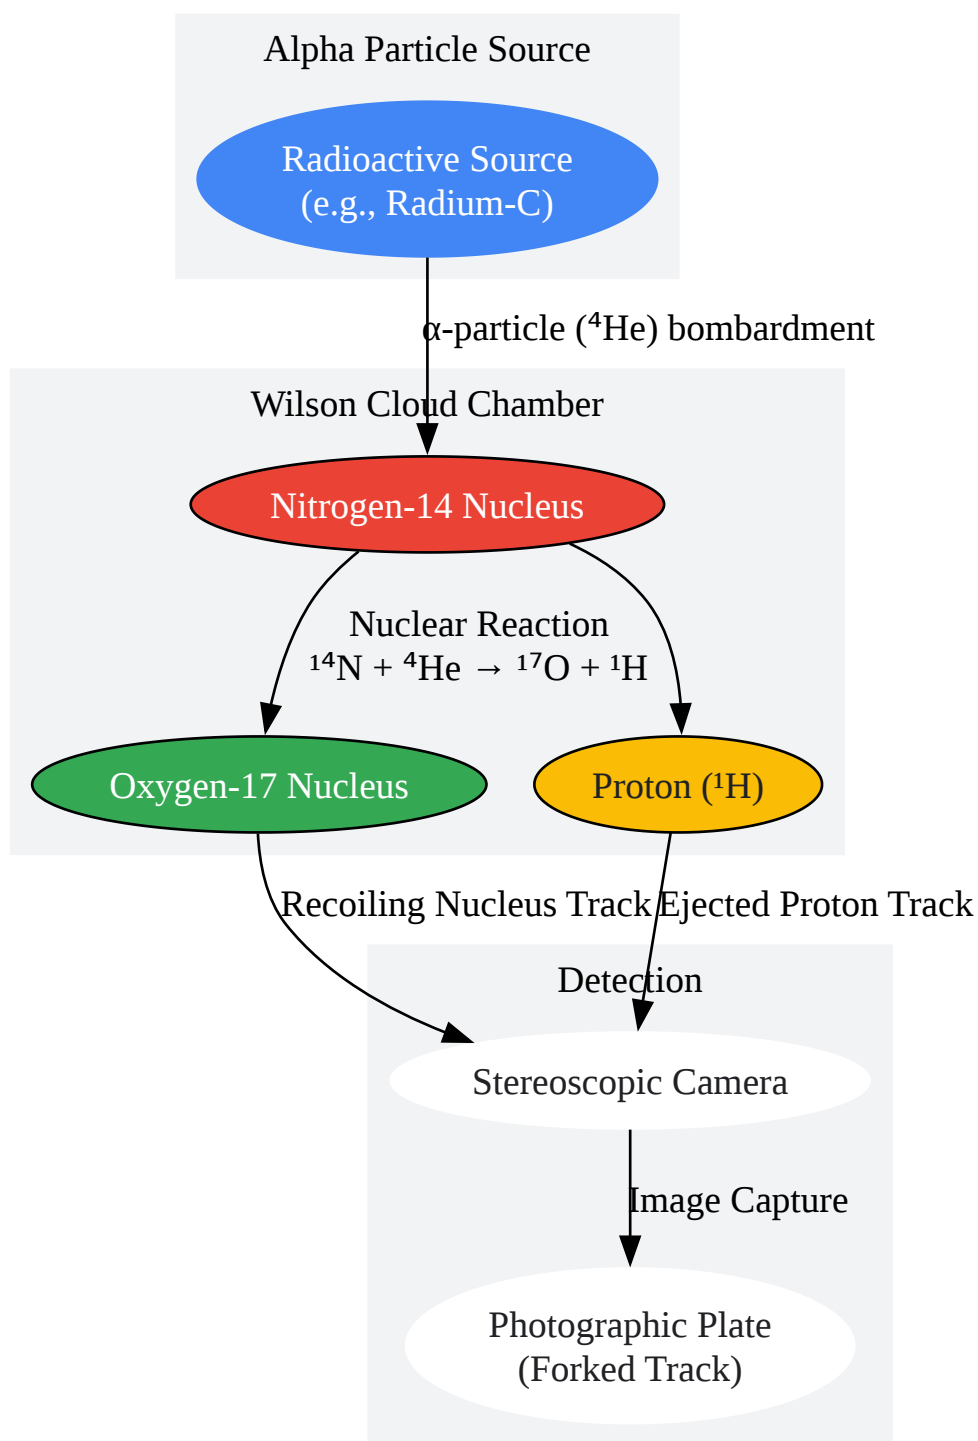 Alpha Particle Source
Radioactive Source
(e.g., Radium-C)
α-particle (⁴He) bombardment
Wilson Cloud Chamber
Nitrogen-14 Nucleus
Nuclear Reaction
¹⁴N + ⁴He → ¹⁷O + ¹H
Oxygen-17 Nucleus
Proton (¹H)
Recoiling Nucleus Track
Ejected Proton Track
Detection
Stereoscopic Camera
Image Capture
Photographic Plate
(Forked Track)